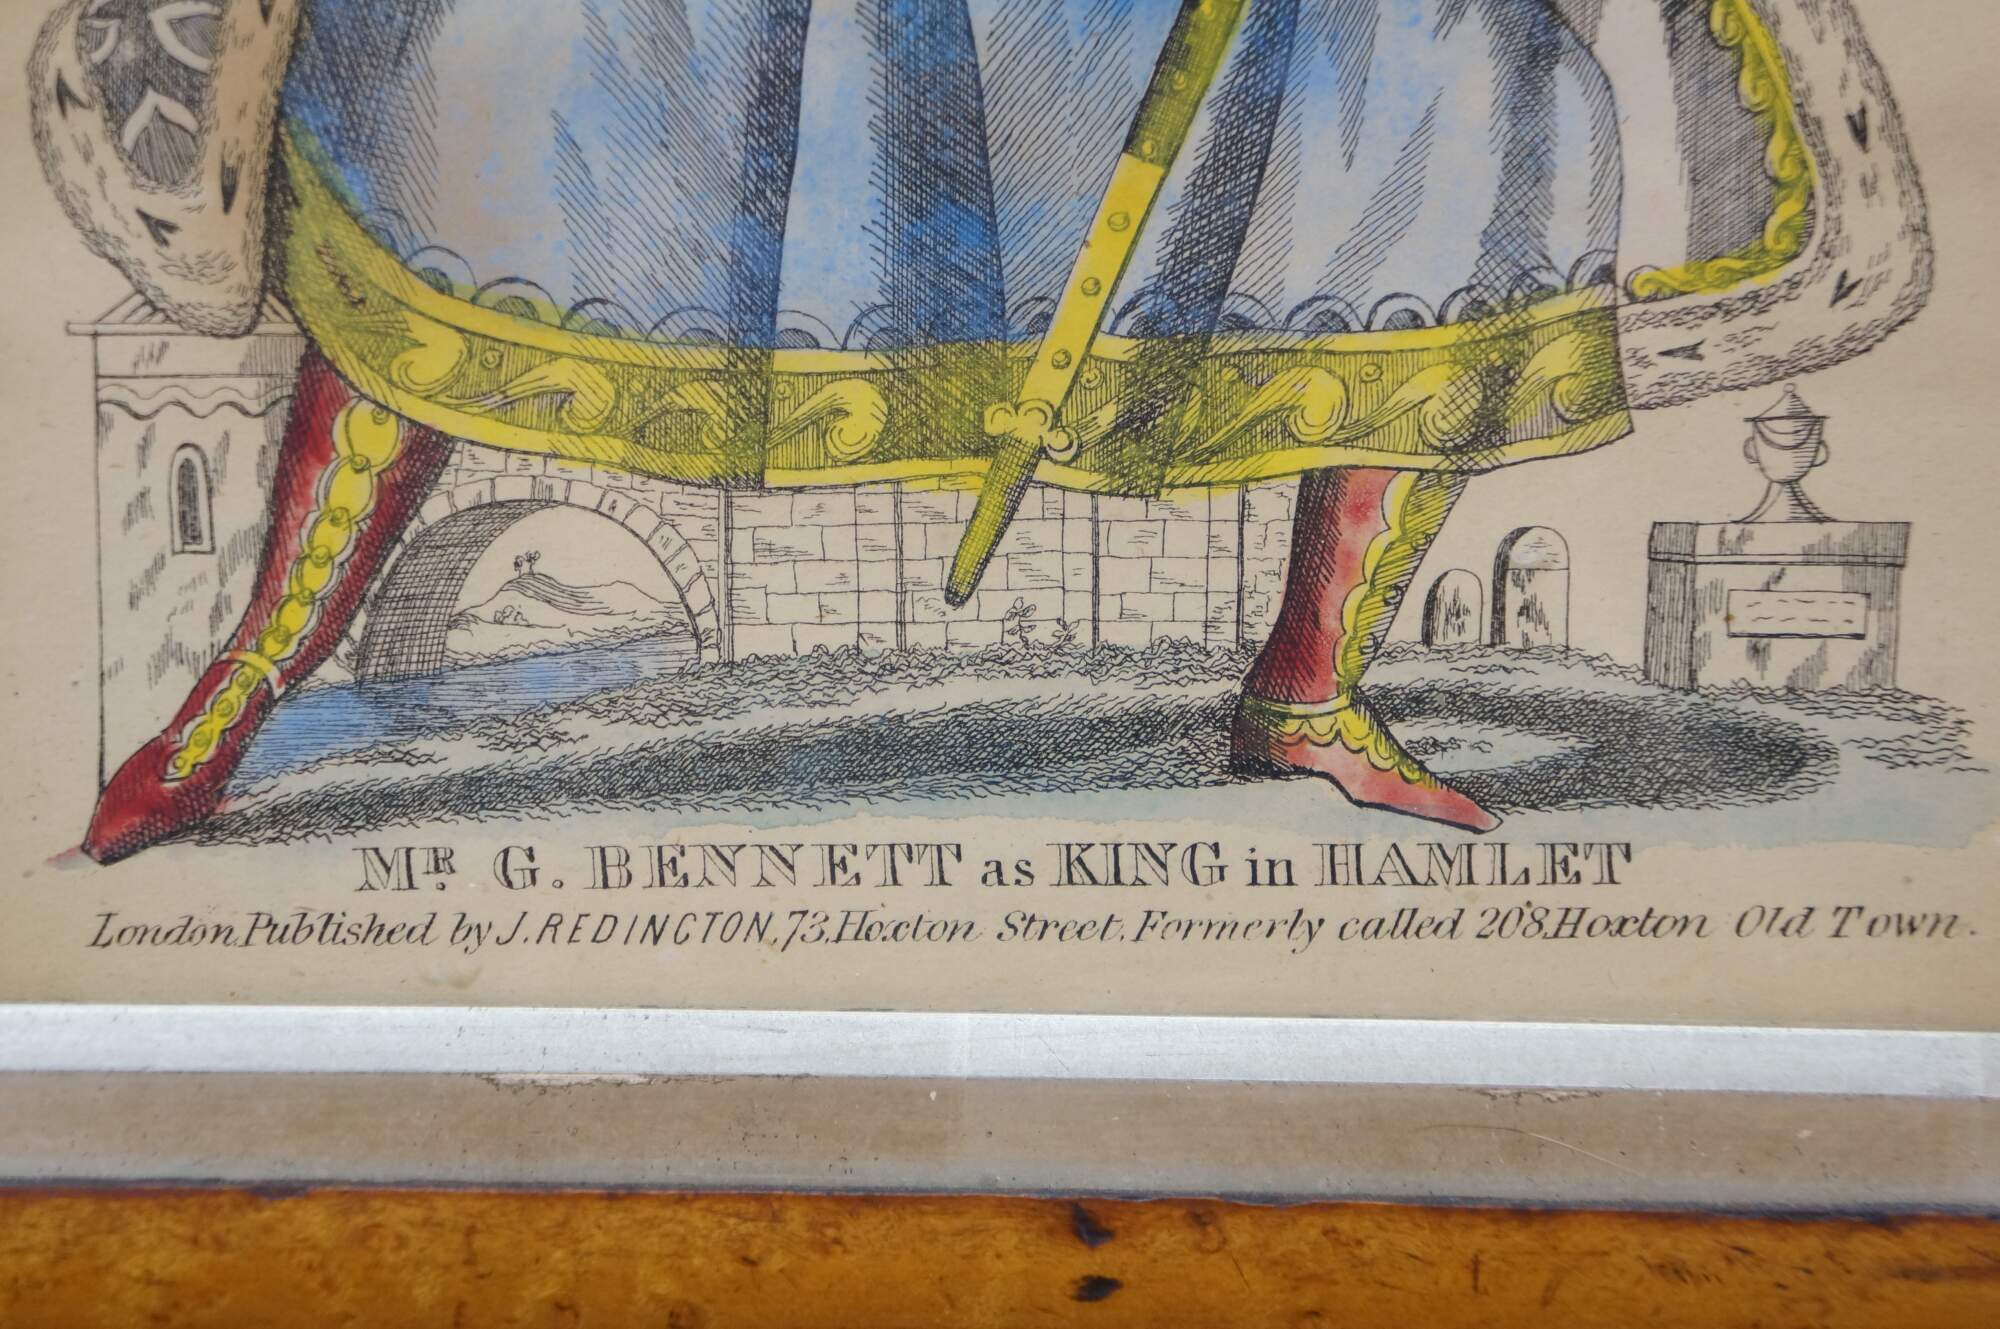 MR. G. BENNETT as KING in HAMLET
London, Published by J. REDINGTON, 73, Hoxton Street, Formerly called 208, Hoxton Old Town.